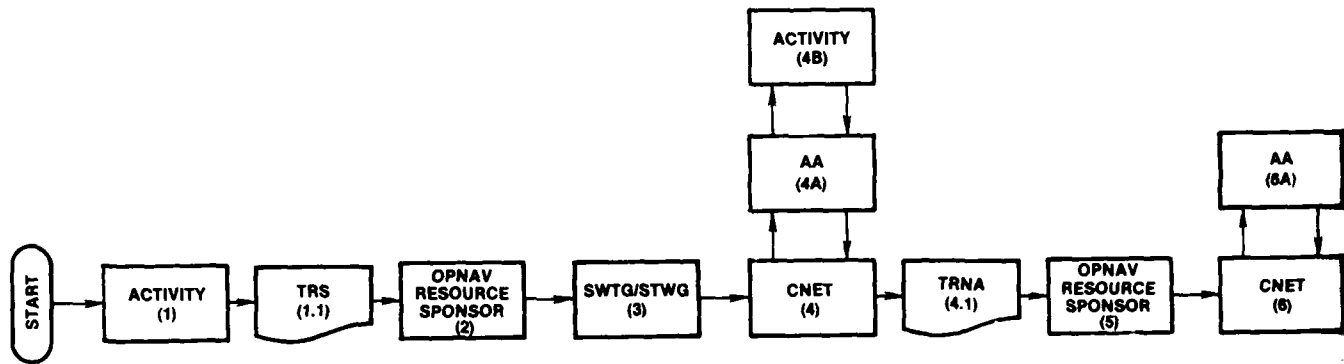 ACTIVITY
(4B)
AA
(4A)
AA
(6A)
START
ACTIVITY
(1)
TRS
(1.1)
OPNAV
RESOURCE
SPONSOR
(2)
SWTG/STWG
(3)
CNET
(4)
TRNA
(4.1)
OPNAV
RESOURCE
SPONSOR
(5)
CNET
(6)